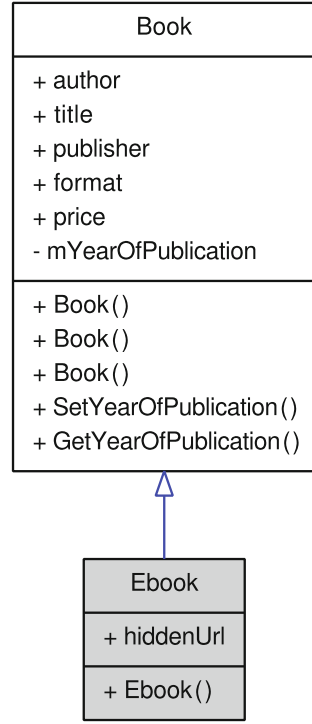 Book
+ author
+ title
+ publisher
+ format
+ price
- mYearOfPublication
+ Book()
+ Book()
+ Book()
+ SetYearOfPublication()
+ GetYearOfPublication()
Ebook
+ hiddenUrl
+ Ebook()